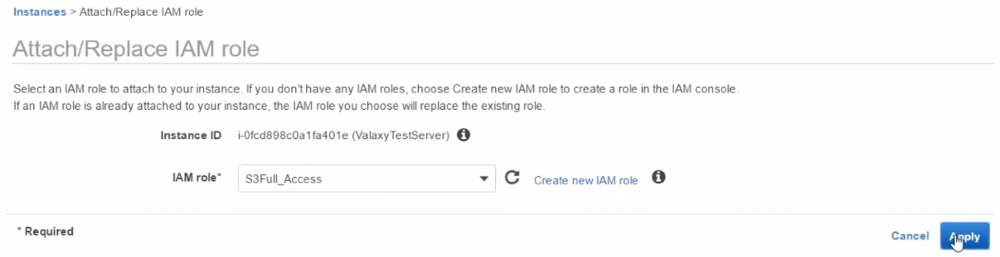 Instances > Attach/Replace IAM role
Attach/Replace IAM role
Select an IAM role to attach to your instance. If you don't have any IAM roles, choose Create new IAM role to create a role in the IAM console.
If an IAM role is already attached to your instance, the IAM role you choose will replace the existing role.
Instance ID i-0fcd898c0a1fa401e (ValaxyTestServer)
IAM role* S3Full_Access Create new IAM role
* Required
Cancel Apply